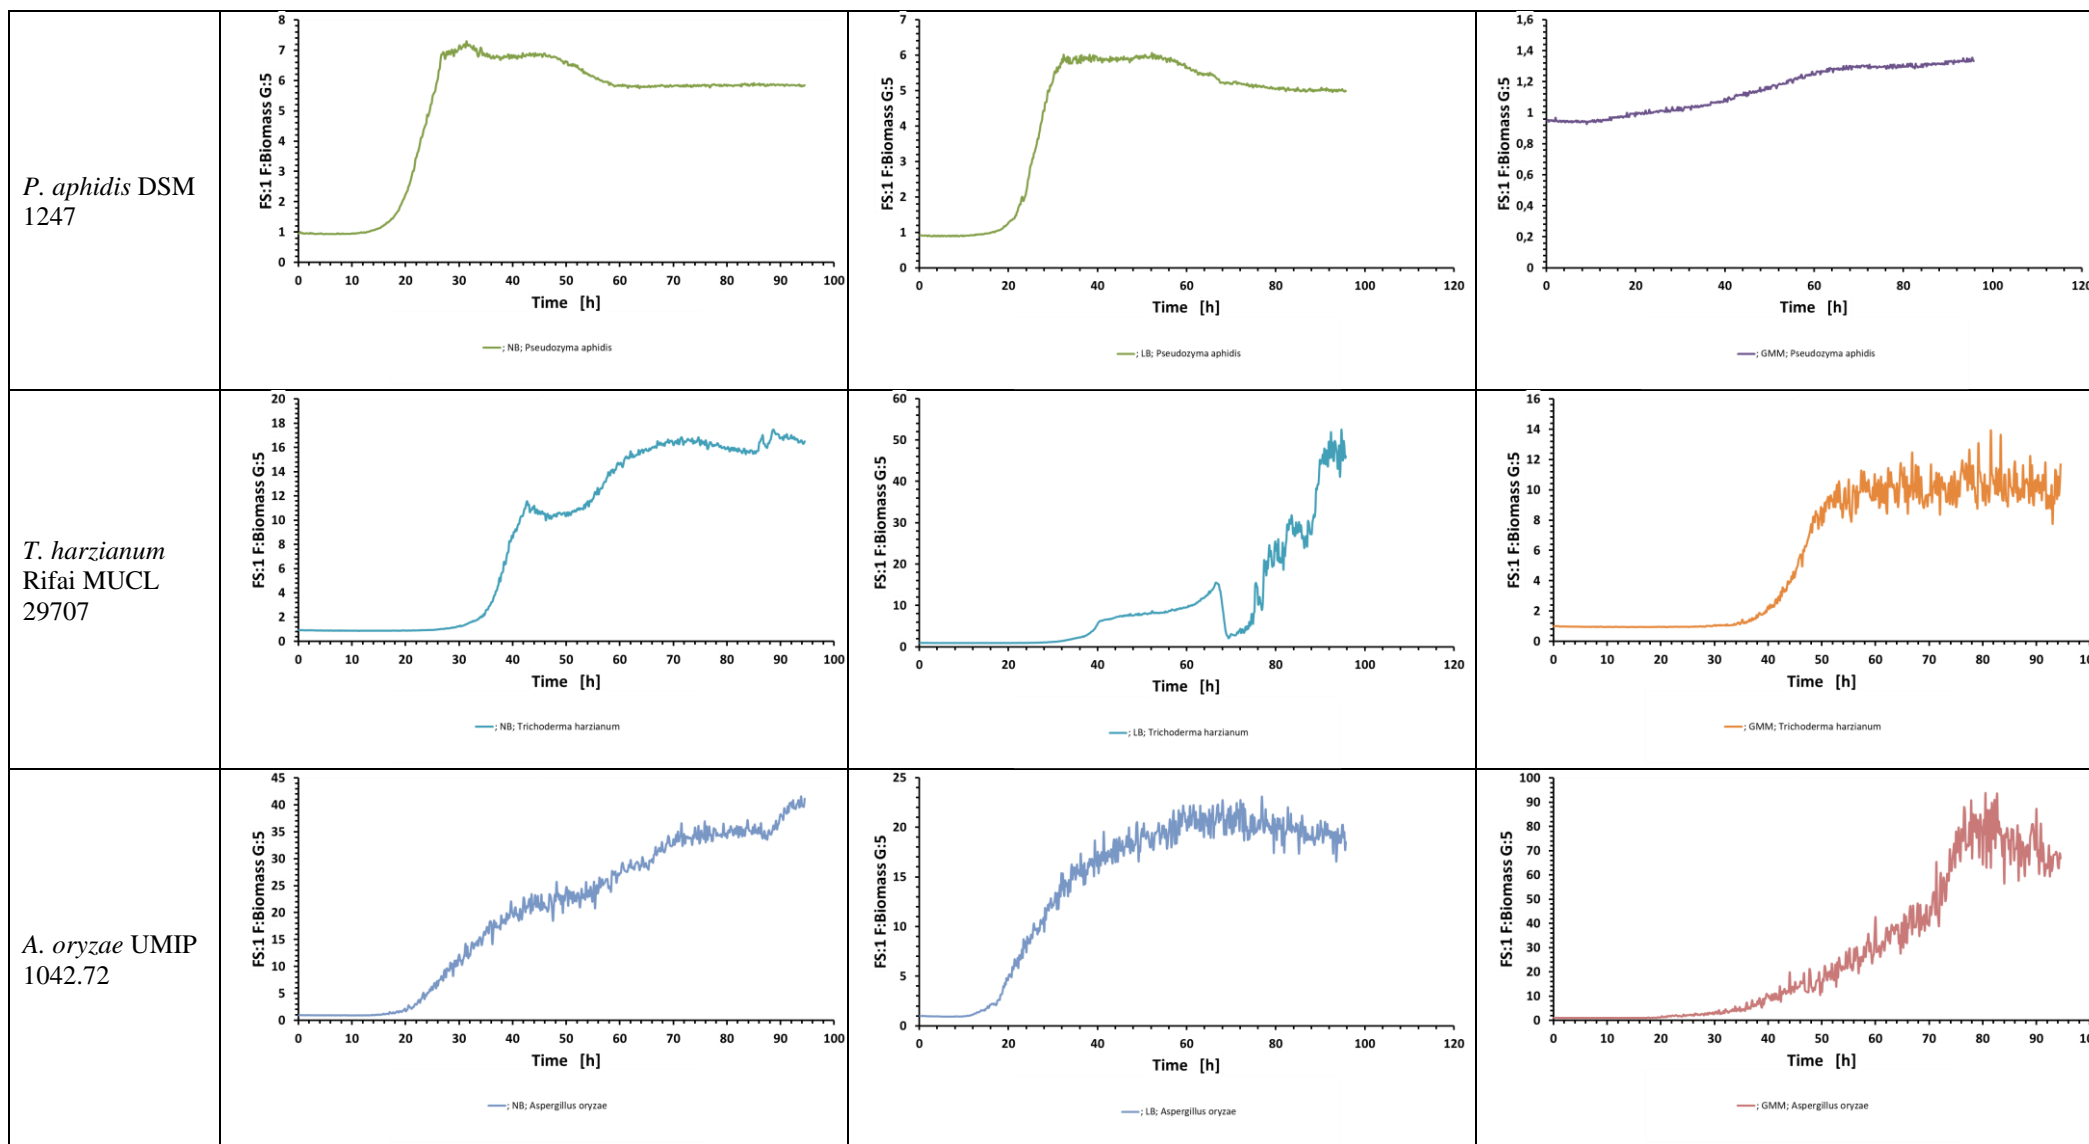 P. aphidis DSM
1247
FS:1 F:Biomass G:5
8
7
6
5
4
3
2
1
0
0 10 20 30 40 50 60 70 80 90 100
Time [h]
; NB; Pseudozyma aphidis
FS:1 F:Biomass G:5
7
6
5
4
3
2
1
0
0 20 40 60 80 100 120
Time [h]
; LB; Pseudozyma aphidis
FS:1 F:Biomass G:5
1,6
1,4
1,2
1
0,8
0,6
0,4
0,2
0
0 20 40 60 80 100 120
Time [h]
; GMM; Pseudozyma aphidis
T. harzianum
Rifai MUCL
29707
FS:1 F:Biomass G:5
20
18
16
14
12
10
8
6
4
2
0
0 10 20 30 40 50 60 70 80 90 100
Time [h]
; NB; Trichoderma harzianum
FS:1 F:Biomass G:5
60
50
40
30
20
10
0
0 20 40 60 80 100 120
Time [h]
; LB; Trichoderma harzianum
FS:1 F:Biomass G:5
16
14
12
10
8
6
4
2
0
0 10 20 30 40 50 60 70 80 90
Time [h]
; GMM; Trichoderma harzianum
A. oryzae UMIP
1042.72
FS:1 F:Biomass G:5
45
40
35
30
25
20
15
10
5
0
0 10 20 30 40 50 60 70 80 90 100
Time [h]
; NB; Aspergillus oryzae
FS:1 F:Biomass G:5
25
20
15
10
5
0
0 20 40 60 80 100 120
Time [h]
; LB; Aspergillus oryzae
FS:1 F:Biomass G:5
100
90
80
70
60
50
40
30
20
10
0
0 10 20 30 40 50 60 70 80 90
Time [h]
; GMM; Aspergillus oryzae